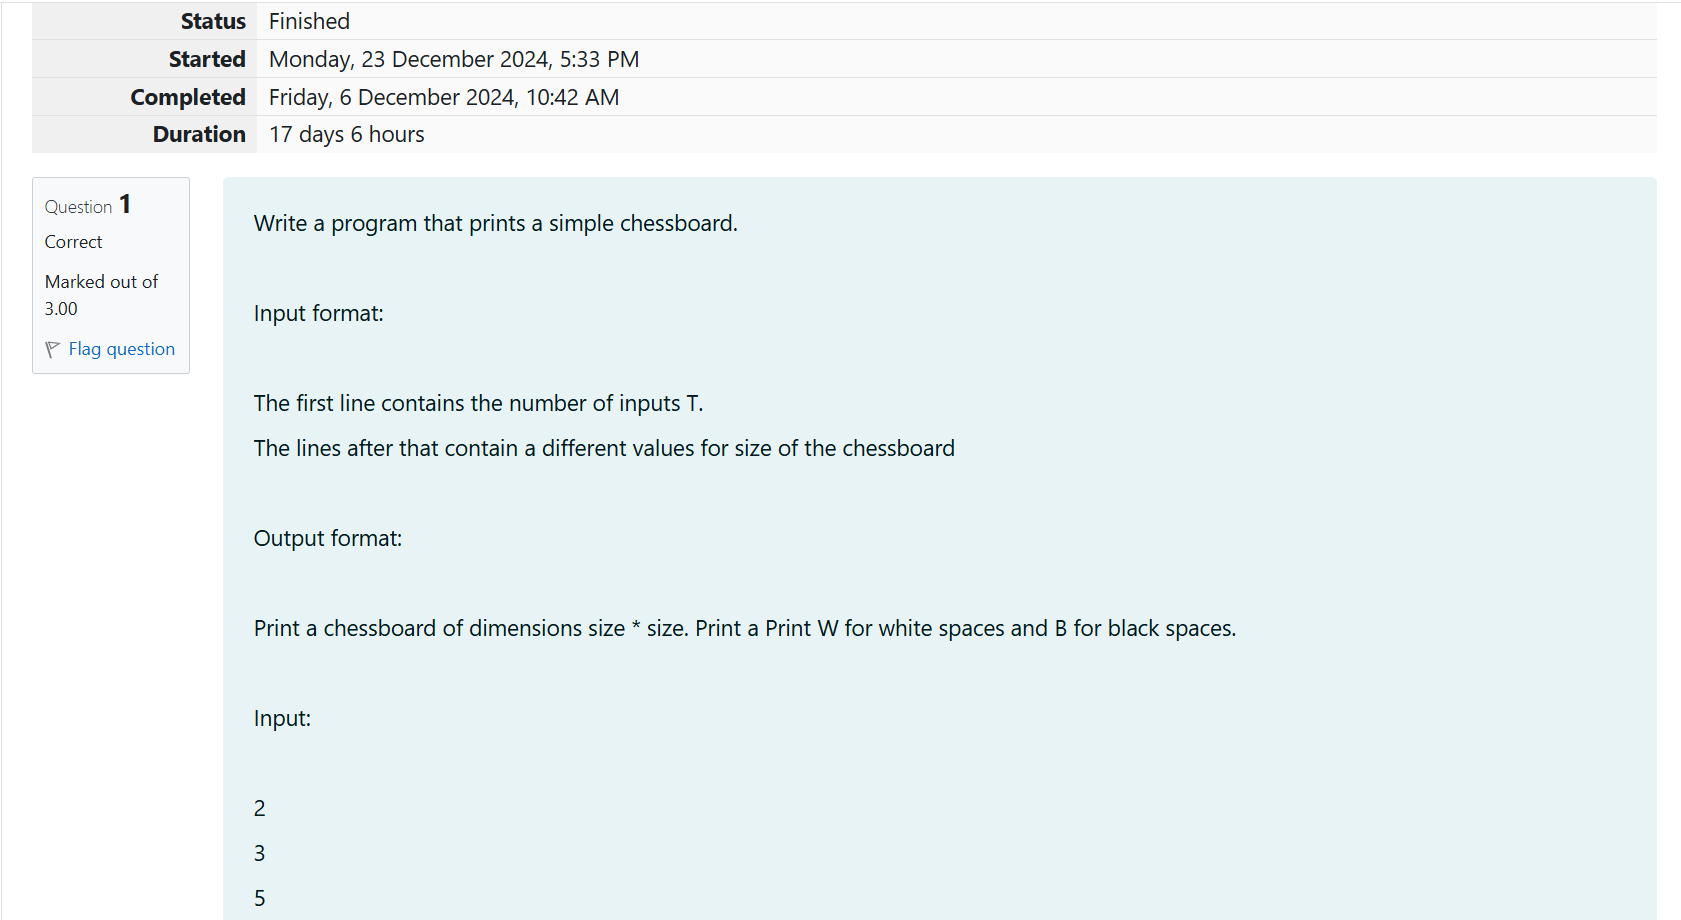 Status Finished
Started Monday, 23 December 2024, 5:33 PM
Completed Friday, 6 December 2024, 10:42 AM
Duration 17 days 6 hours
Question 1
Correct
Marked out of
3.00
Flag question
Write a program that prints a simple chessboard.
Input format:
The first line contains the number of inputs T.
The lines after that contain a different values for size of the chessboard
Output format:
Print a chessboard of dimensions size * size. Print a Print W for white spaces and B for black spaces.
Input:
2
3
5